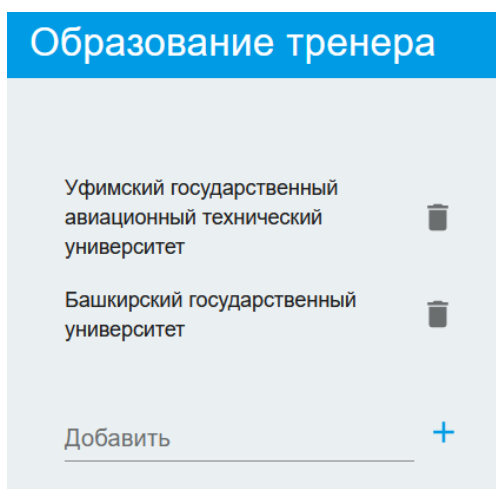 Образование тренера
Уфимский государственный
авиационный технический
университет
Башкирский государственный
университет
Добавить